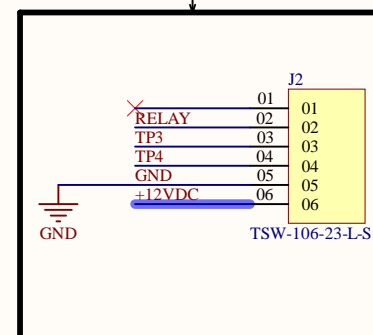 J2
01 01
RELAY 02 02
TP3 03 03
TP4 04 04
GND 05 05
+12VDC 06 06
GND
TSW-106-23-L-S